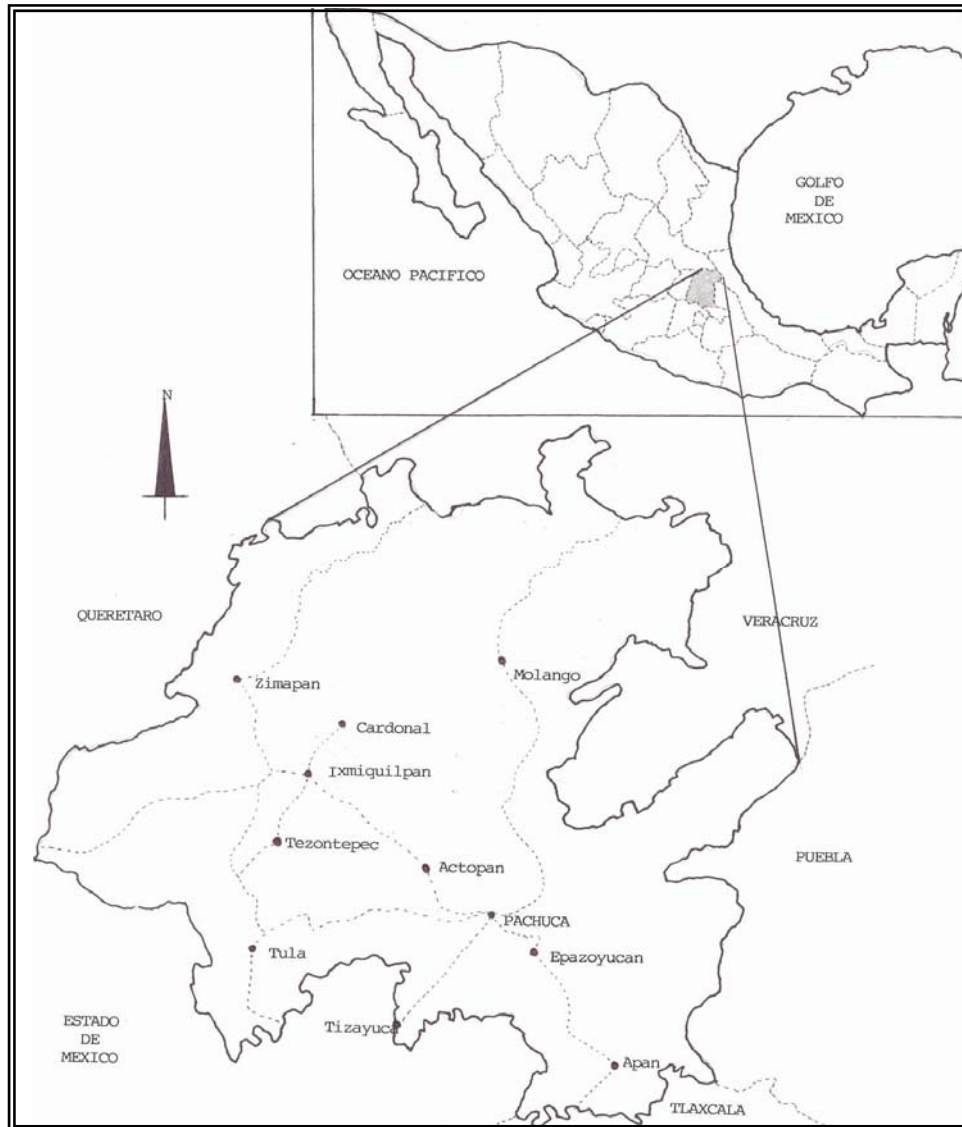 GOLFO
DE
MEXICO
OCEANO PACIFICO
N
QUERETARO
VERACRUZ
Zimapan
Molango
Cardonal
Ixmiquilpan
Tezontepec
Actopan
PUEBLA
PACHUCA
Tula
Epazoyucan
ESTADO
DE
MEXICO
Tizayuca
Apan
TLAXCALA